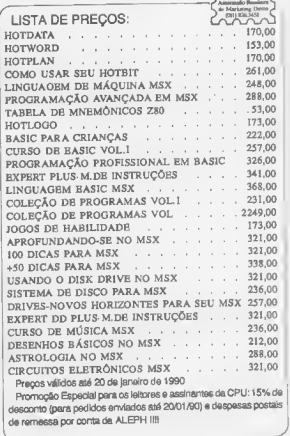 Associação Brasileira
de Marketing Direto
LISTA DE PREÇOS:
HOTDATA . . . . . . . . . . 170,00
HOTWORD . . . . . . . . . . 153,00
HOTPLAN . . . . . . . . . . 170,00
COMO USAR SEU HOTBIT . . . . . 261,00
LINGUAGEM DE MÁQUINA MSX . . . . 248,00
PROGRAMAÇÃO AVANÇADA EM MSX . . . 288,00
TABELA DE MNEMÔNICOS Z80 . . . . . 53,00
HOTLOGO . . . . . . . . . . 173,00
BASIC PARA CRIANÇAS . . . . . . 222,00
CURSO DE BASIC VOL.I . . . . . . 257,00
PROGRAMAÇÃO PROFISSIONAL EM BASIC 326,00
EXPERT PLUS-M.DE INSTRUÇÕES . . . 341,00
LINGUAGEM BASIC MSX . . . . . . 368,00
COLEÇÃO DE PROGRAMAS VOL.I . . . 231,00
COLEÇÃO DE PROGRAMAS VOL . . . 2249,00
JOGOS DE HABILIDADE . . . . . . 173,00
APROFUNDANDO-SE NO MSX . . . . . 321,00
100 DICAS PARA MSX . . . . . . 321,00
+50 DICAS PARA MSX . . . . . . 338,00
USANDO O DISK DRIVE NO MSX . . . . 321,00
SISTEMA DE DISCO PARA MSX . . . . 236,00
DRIVES-NOVOS HORIZONTES PARA SEU MSX 257,00
EXPERT DD PLUS-M.DE INSTRUÇÕES . . 321,00
CURSO DE MÚSICA MSX . . . . . . 236,00
DESENHOS BÁSICOS NO MSX . . . . . 212,00
ASTROLOGIA NO MSX . . . . . . . 288,00
CIRCUITOS ELETRÔNICOS MSX . . . . 321,00
Preços válidos até 20 de janeiro de 1990
Promoção Especial para os leitores e assinantes da CPU: 15% de
desconto (para pedidos enviados até 20/01/90) e despesas postais
de remessa por conta da ALEPH !!!!